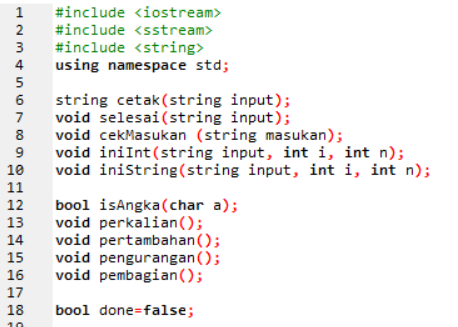 1 #include <iostream>
2 #include <sstream>
3 #include <string>
4 using namespace std;
5
6 string cetak(string input);
7 void selesai(string input);
8 void cekMasukan (string masukan);
9 void iniInt(string input, int i, int n);
10 void iniString(string input, int i, int n);
11
12 bool isAngka(char a);
13 void perkalian();
14 void pertambahan();
15 void pengurangan();
16 void pembagian();
17
18 bool done=false;
19